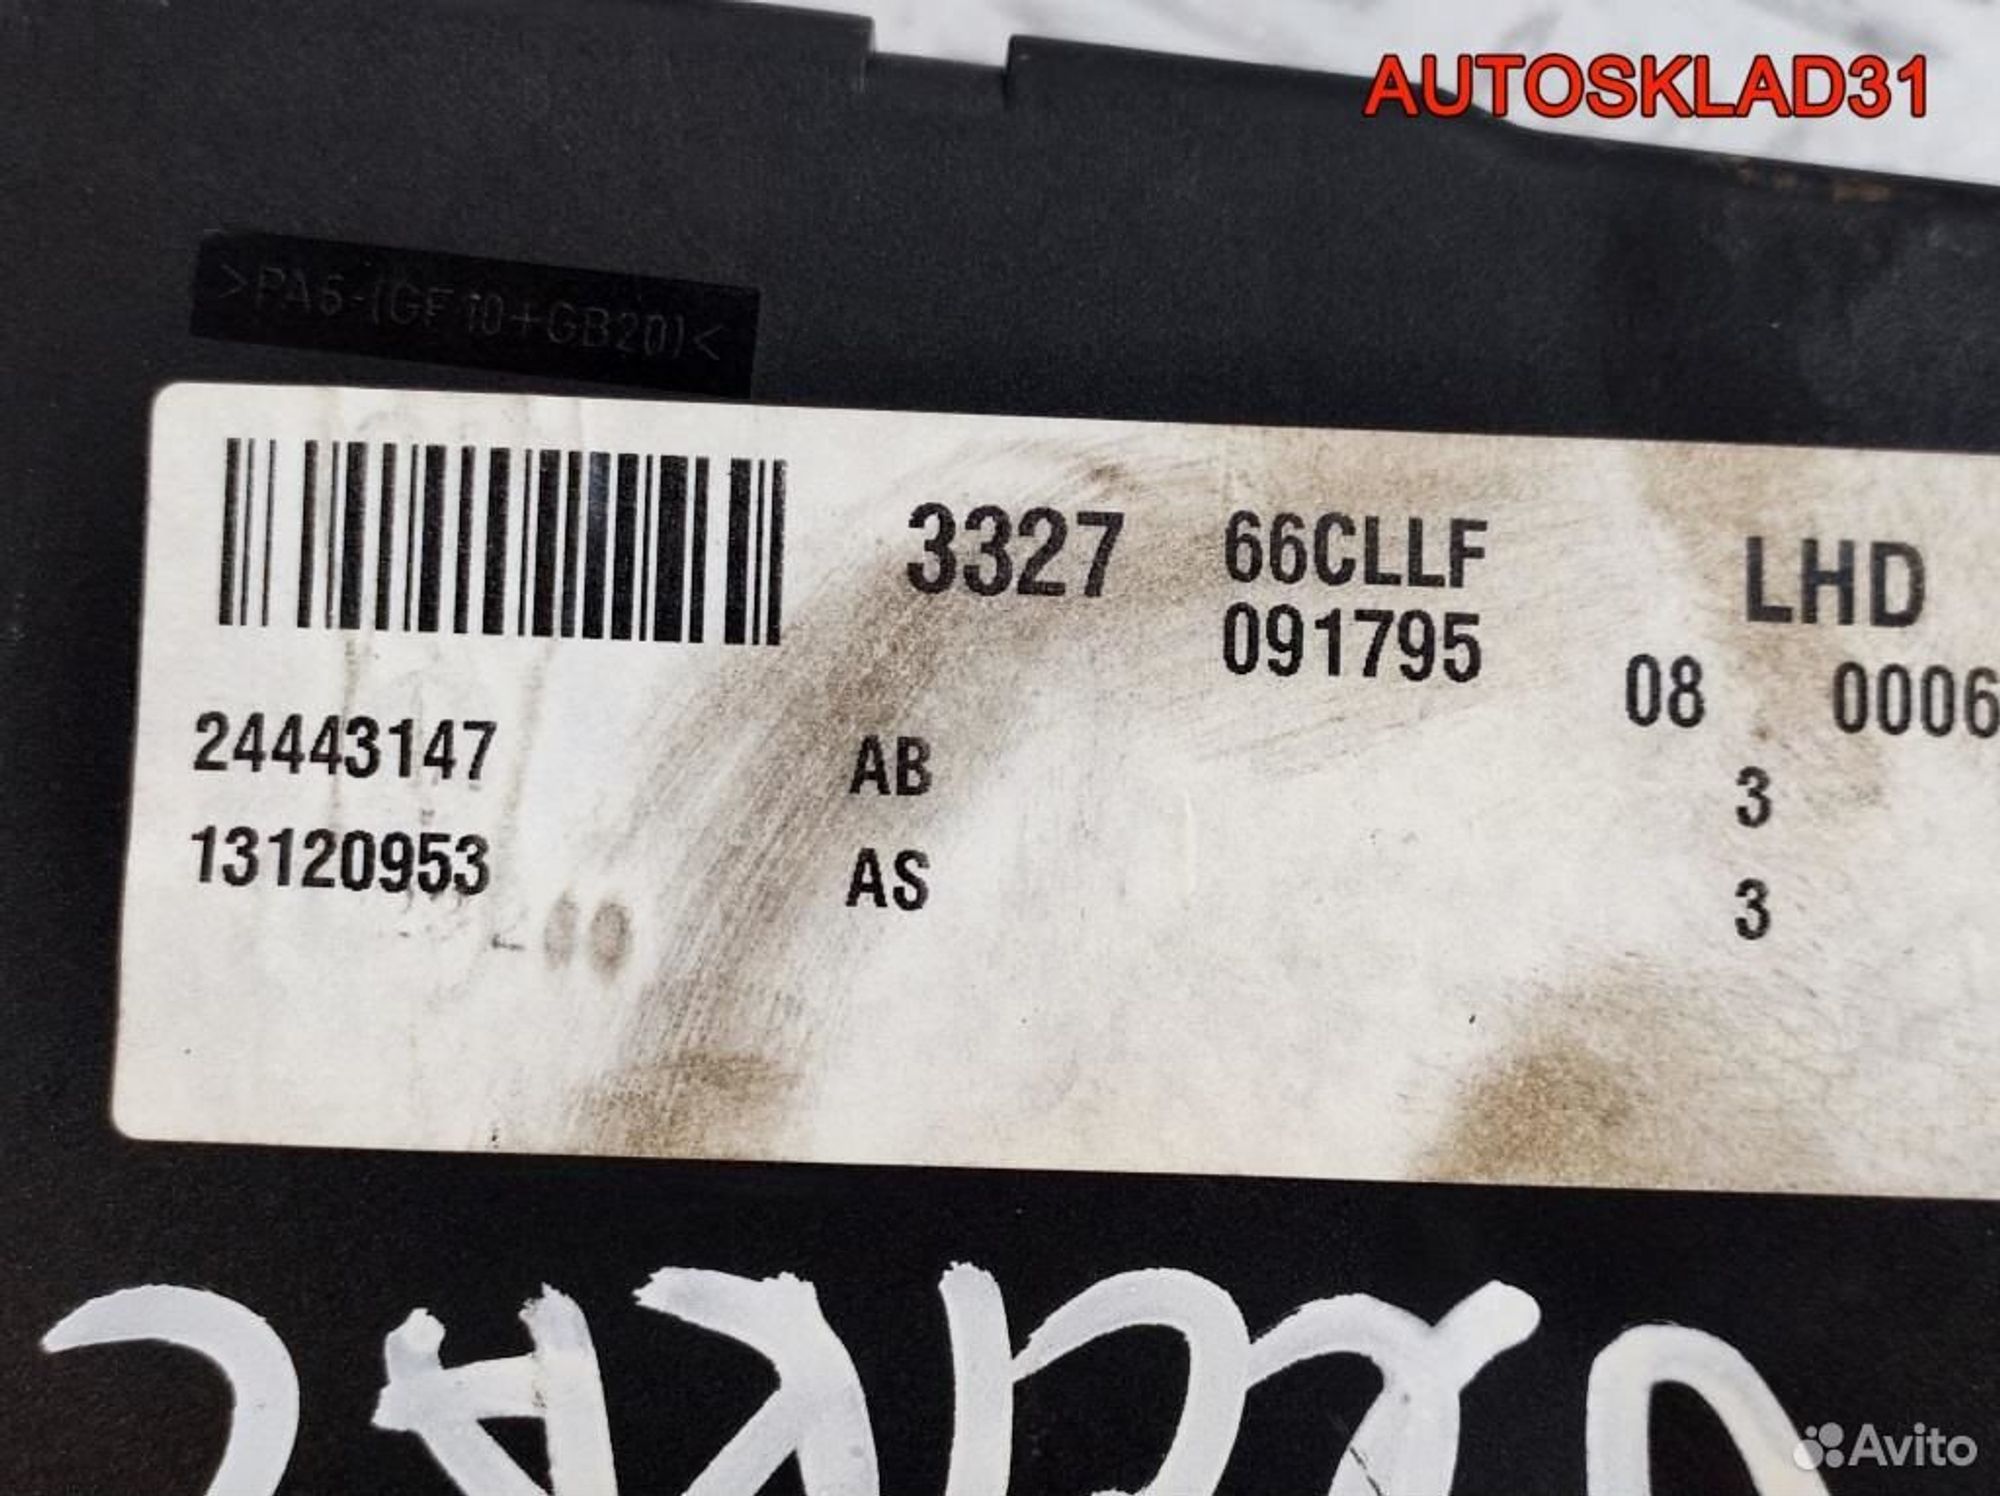 AUTOSKLAD31
>PA6-(GF10+GB20)<
3327 66CLLF LHD
091795
08 0006
24443147 AB 3
13120953 AS 3
Avito